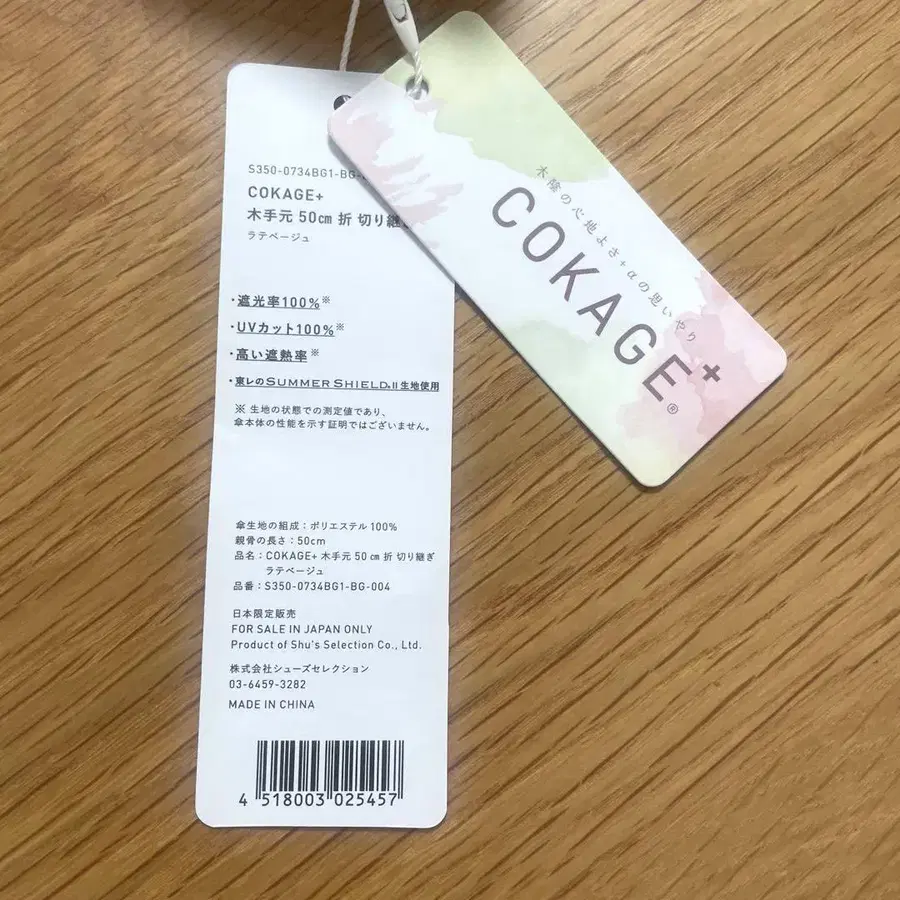 S350-0734BG1-BG-
COKAGE+
木手元 50㎝ 折 切り継ぎ
ラテベージュ
・遮光率100%※
・UVカット100%※
・高い遮熱率※
・東レのSUMMER SHIELD®II 生地使用
※ 生地の状態での測定値であり、
傘本体の性能を示す証明ではございません。
傘生地の組成：ポリエステル 100%
親骨の長さ：50cm
品名：COKAGE+ 木手元 50 ㎝ 折 切り継ぎ
ラテベージュ
品番：S350-0734BG1-BG-004
日本限定販売
FOR SALE IN JAPAN ONLY
Product of Shu's Selection Co., Ltd.
株式会社シューズセレクション
03-6459-3282
MADE IN CHINA
4 518003 025457
木陰の心地よさ+αの思いやり
COKAGE+®